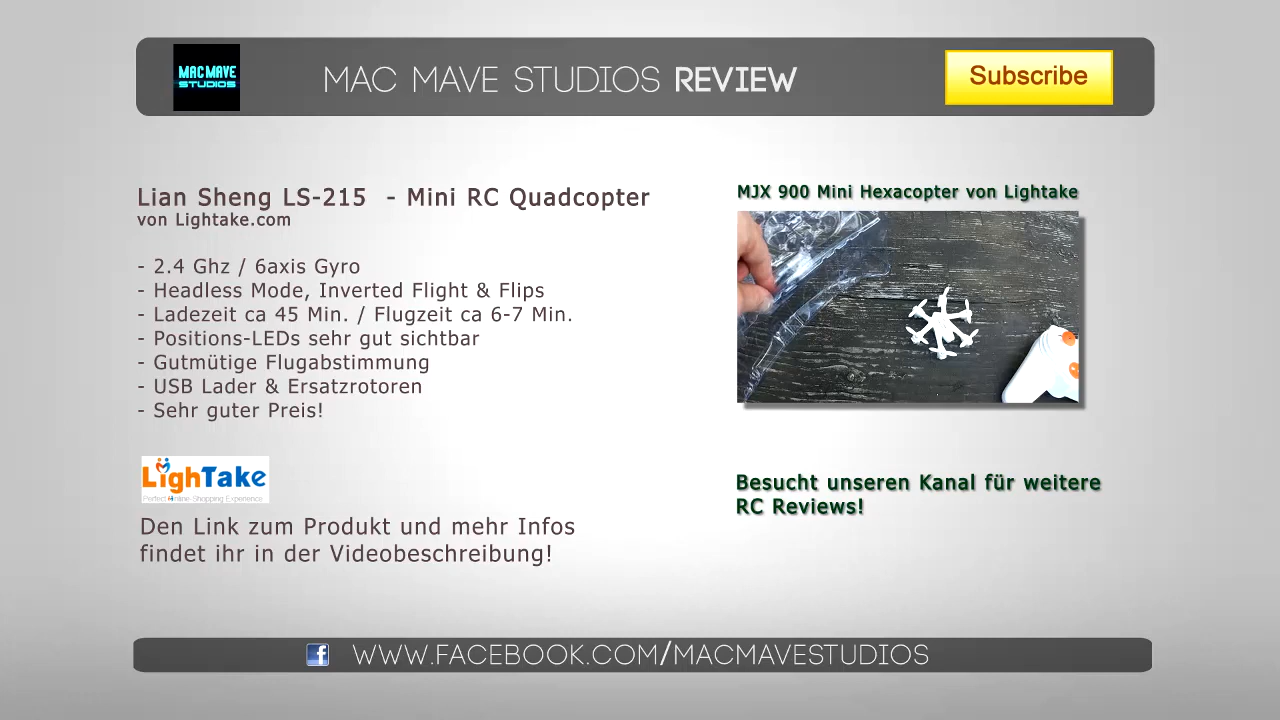 MAC MAVE
STUDIOS
MAC MAVE STUDIOS REVIEW
Subscribe
Lian Sheng LS-215 - Mini RC Quadcopter
von Lightake.com
- 2.4 Ghz / 6axis Gyro
- Headless Mode, Inverted Flight & Flips
- Ladezeit ca 45 Min. / Flugzeit ca 6-7 Min.
- Positions-LEDs sehr gut sichtbar
- Gutmütige Flugabstimmung
- USB Lader & Ersatzrotoren
- Sehr guter Preis!
LighTake
Perfect Online-Shopping Experience
Den Link zum Produkt und mehr Infos
findet ihr in der Videobeschreibung!
MJX 900 Mini Hexacopter von Lightake
Besucht unseren Kanal für weitere
RC Reviews!
f WWW.FACEBOOK.COM/MACMAVESTUDIOS